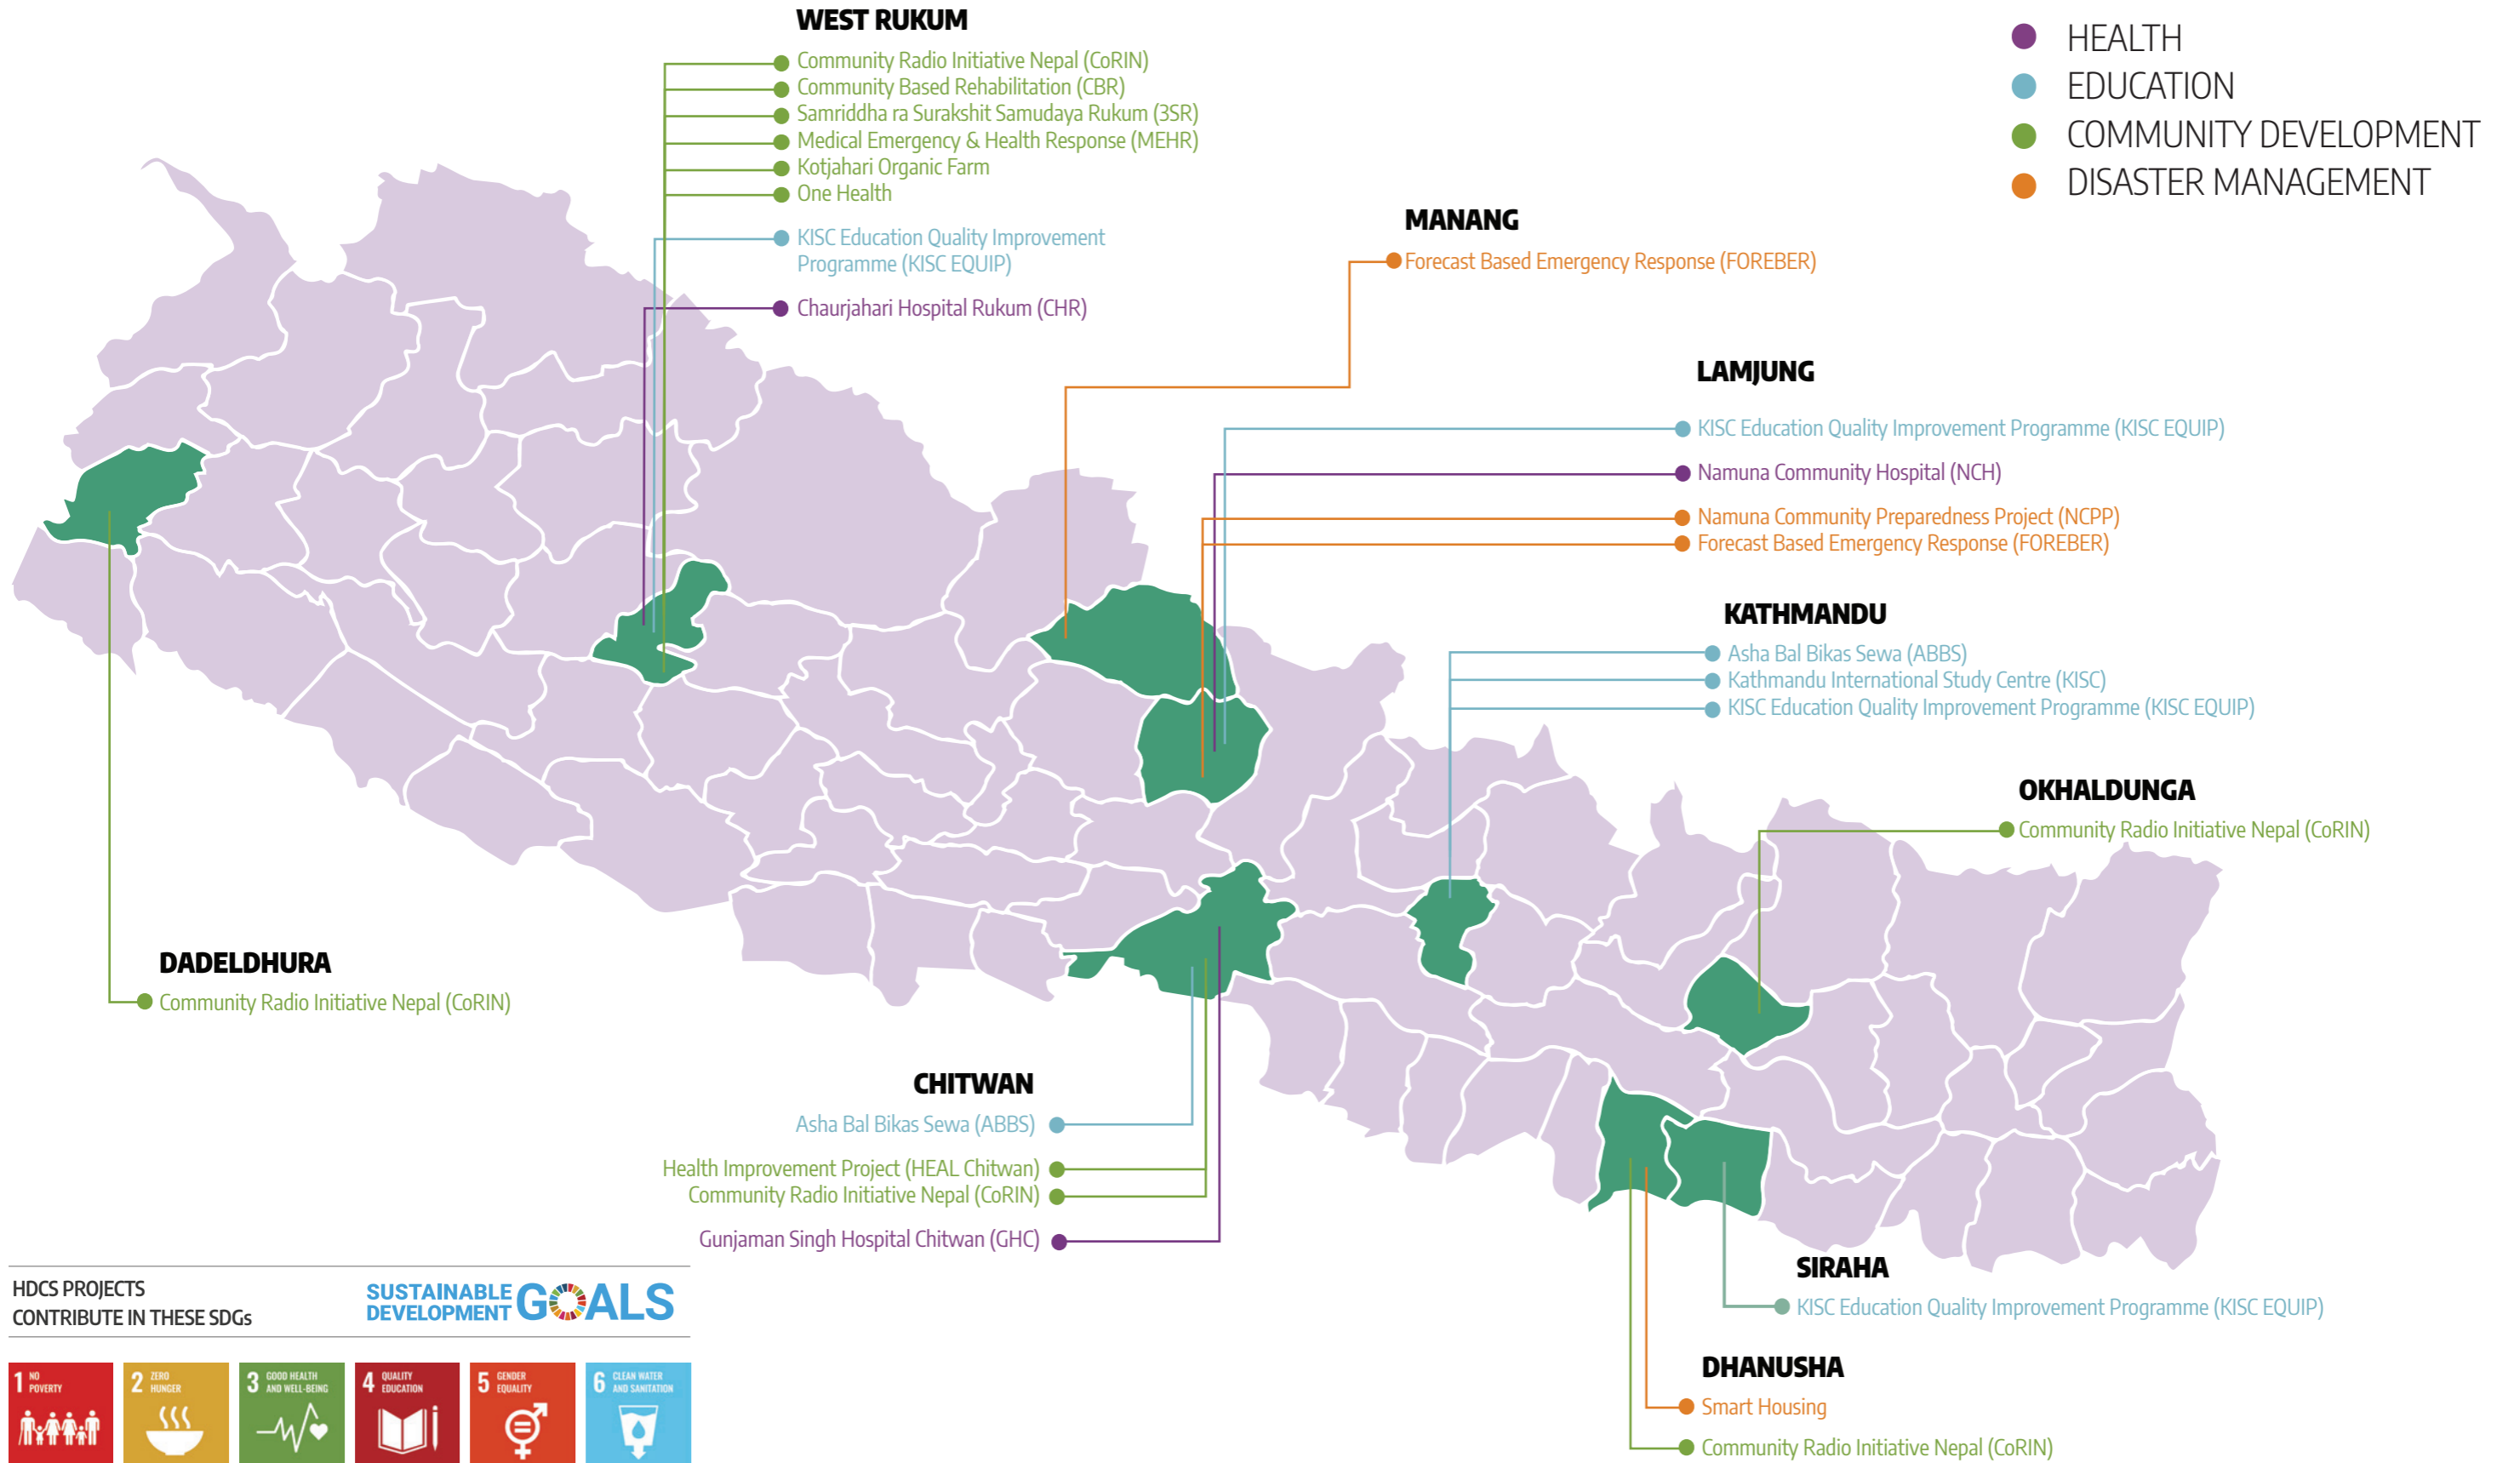 WEST RUKUM
Community Radio Initiative Nepal (CoRIN)
Community Based Rehabilitation (CBR)
Samriddha ra Surakshit Samudaya Rukum (3SR)
Medical Emergency & Health Response (MEHR)
Kotjahari Organic Farm
One Health
KISC Education Quality Improvement
Programme (KISC EQUIP)
Chaurjahari Hospital Rukum (CHR)
HEALTH
EDUCATION
COMMUNITY DEVELOPMENT
DISASTER MANAGEMENT
MANANG
Forecast Based Emergency Response (FOREBER)
LAMJUNG
KISC Education Quality Improvement Programme (KISC EQUIP)
Namuna Community Hospital (NCH)
Namuna Community Preparedness Project (NCPP)
Forecast Based Emergency Response (FOREBER)
KATHMANDU
Asha Bal Bikas Sewa (ABBS)
Kathmandu International Study Centre (KISC)
KISC Education Quality Improvement Programme (KISC EQUIP)
OKHALDUNGA
Community Radio Initiative Nepal (CoRIN)
DADELDHURA
Community Radio Initiative Nepal (CoRIN)
CHITWAN
Asha Bal Bikas Sewa (ABBS)
Health Improvement Project (HEAL Chitwan)
Community Radio Initiative Nepal (CoRIN)
Gunjaman Singh Hospital Chitwan (GHC)
SIRAHA
KISC Education Quality Improvement Programme (KISC EQUIP)
DHANUSHA
Smart Housing
Community Radio Initiative Nepal (CoRIN)
HDCS PROJECTS
CONTRIBUTE IN THESE SDGs
SUSTAINABLE
DEVELOPMENT
GOALS
1 NO
POVERTY
2 ZERO
HUNGER
3 GOOD HEALTH
AND WELL-BEING
4 QUALITY
EDUCATION
5 GENDER
EQUALITY
6 CLEAN WATER
AND SANITATION